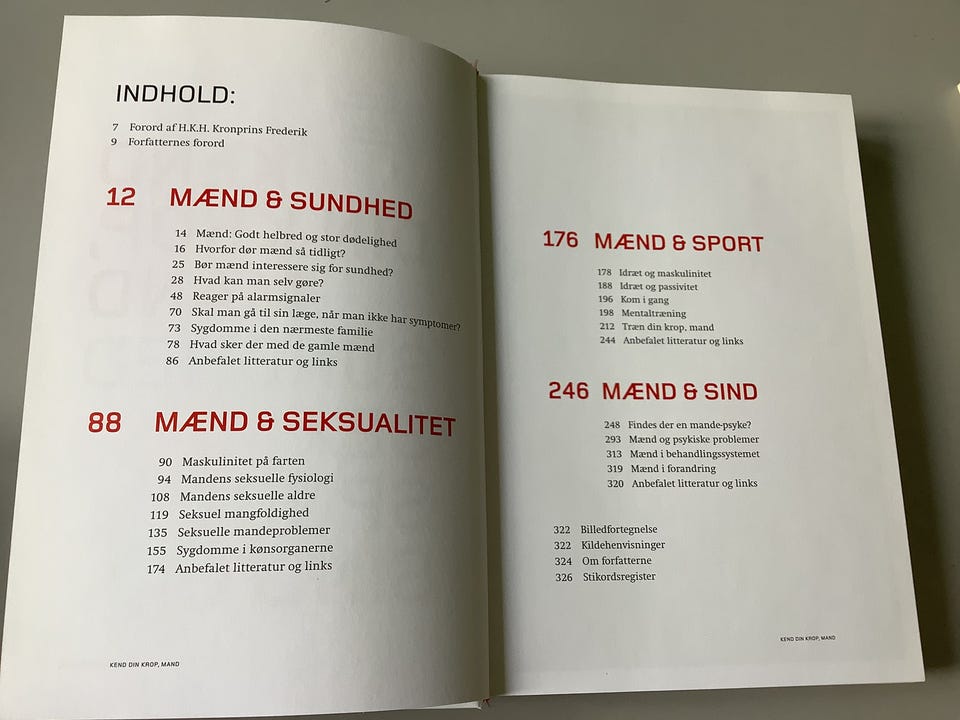 INDHOLD:
7 Forord af H.K.H. Kronprins Frederik
9 Forfatternes forord
12 MÆND & SUNDHED
14 Mænd: Godt helbred og stor dødelighed
16 Hvorfor dør mænd så tidligt?
25 Bør mænd interessere sig for sundhed?
28 Hvad kan man selv gøre?
48 Reager på alarmsignaler
70 Skal man gå til sin læge, når man ikke har symptomer?
73 Sygdomme i den nærmeste familie
78 Hvad sker der med de gamle mænd
86 Anbefalet litteratur og links
88 MÆND & SEKSUALITET
90 Maskulinitet på farten
94 Mandens seksuelle fysiologi
108 Mandens seksuelle aldre
119 Seksuel mangfoldighed
135 Seksuelle mandeproblemer
155 Sygdomme i kønsorganerne
174 Anbefalet litteratur og links
KEND DIN KROP, MAND
176 MÆND & SPORT
178 Idræt og maskulinitet
188 Idræt og passivitet
196 Kom i gang
198 Mentaltræning
212 Træn din krop, mand
244 Anbefalet litteratur og links
246 MÆND & SIND
248 Findes der en mande-psyke?
293 Mænd og psykiske problemer
313 Mænd i behandlingssystemet
319 Mænd i forandring
320 Anbefalet litteratur og links
322 Billedfortegnelse
322 Kildehenvisninger
324 Om forfatterne
326 Stikordsregister
KEND DIN KROP, MAND